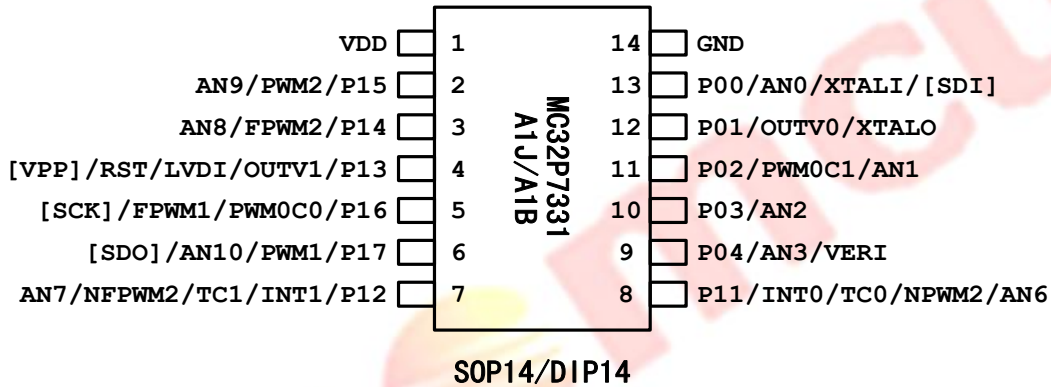 VDD 1 14 GND
AN9/PWM2/P15 2 13 P00/AN0/XTALI/[SDI]
AN8/FPWM2/P14 3 12 P01/OUTV0/XTALO
[VPP]/RST/LVDI/OUTV1/P13 4 11 P02/PWM0C1/AN1
[SCK]/FPWM1/PWM0C0/P16 5 10 P03/AN2
[SDO]/AN10/PWM1/P17 6 9 P04/AN3/VERI
AN7/NFPWM2/TC1/INT1/P12 7 8 P11/INT0/TC0/NPWM2/AN6
MC32P7331
A1J/A1B
SOP14/DIP14
mcu